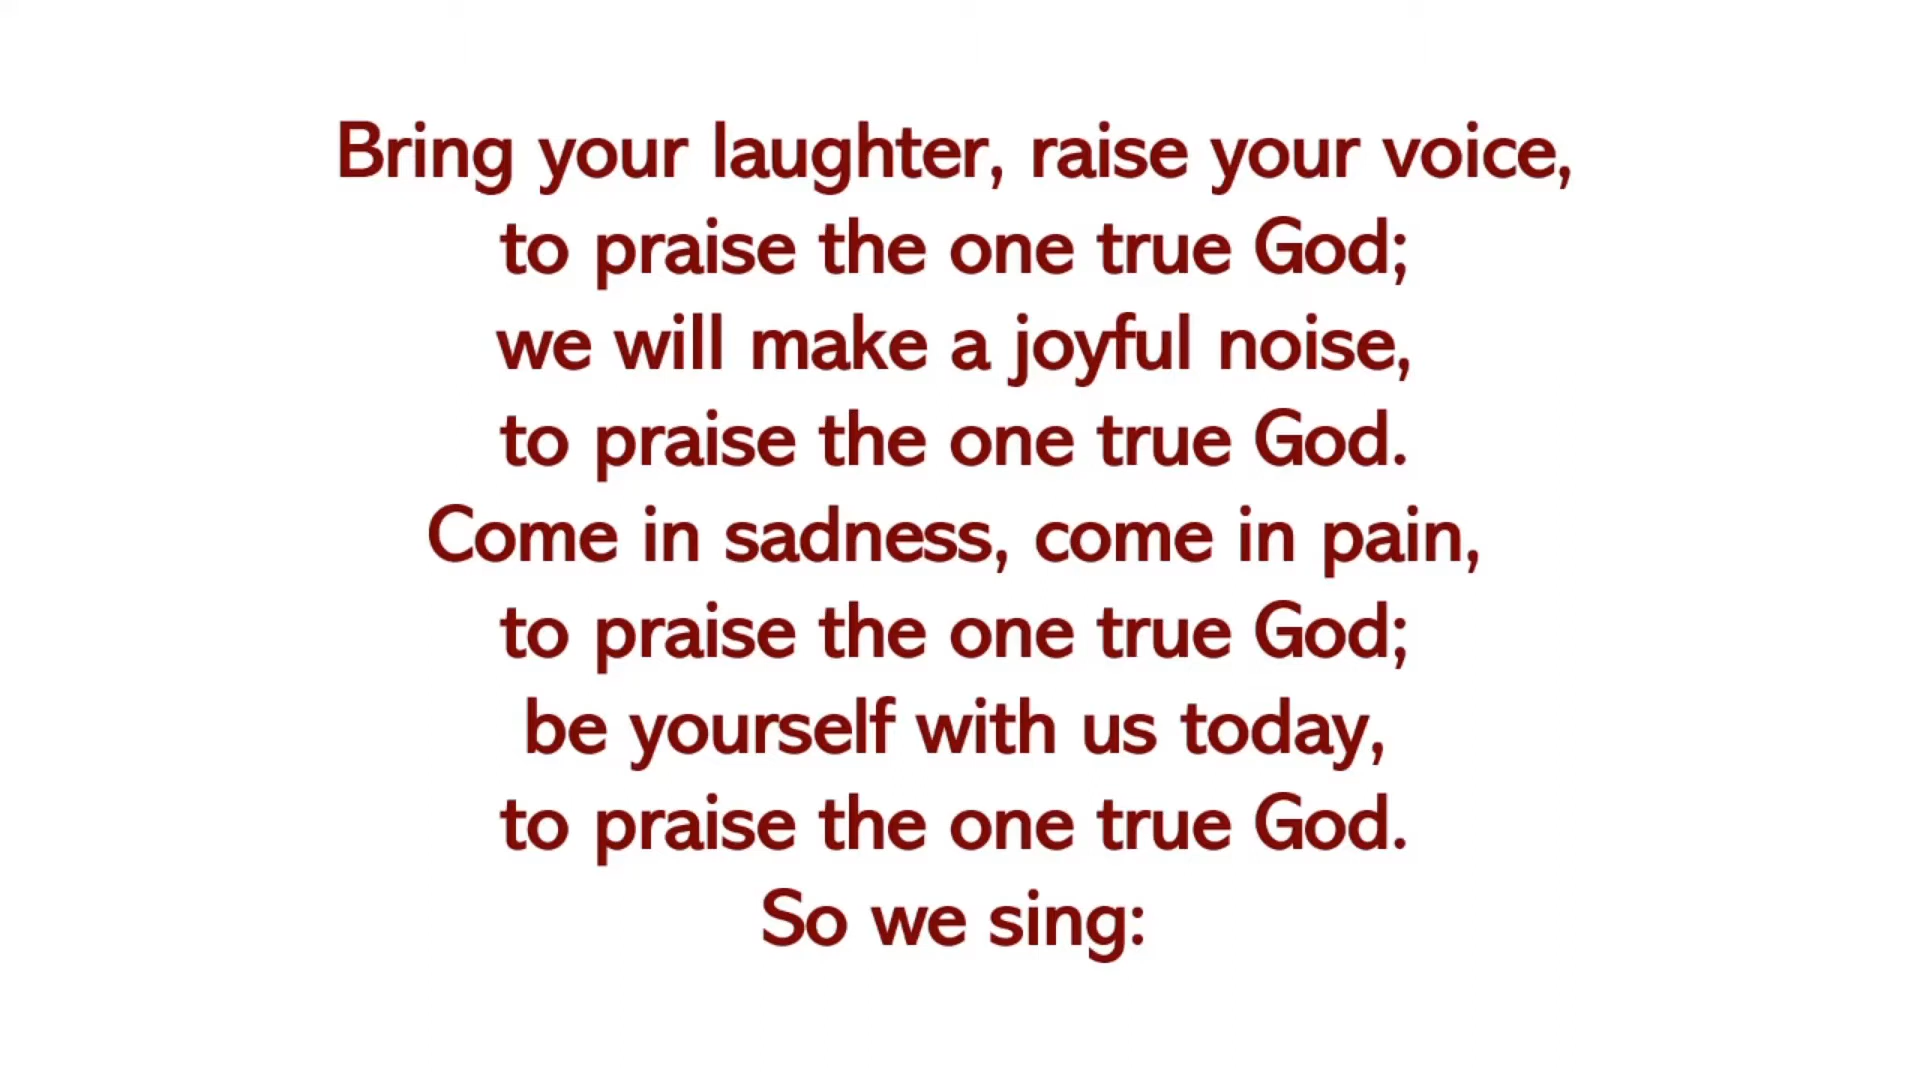 Bring your laughter, raise your voice,
to praise the one true God;
we will make a joyful noise,
to praise the one true God.
Come in sadness, come in pain,
to praise the one true God;
be yourself with us today,
to praise the one true God.
So we sing: